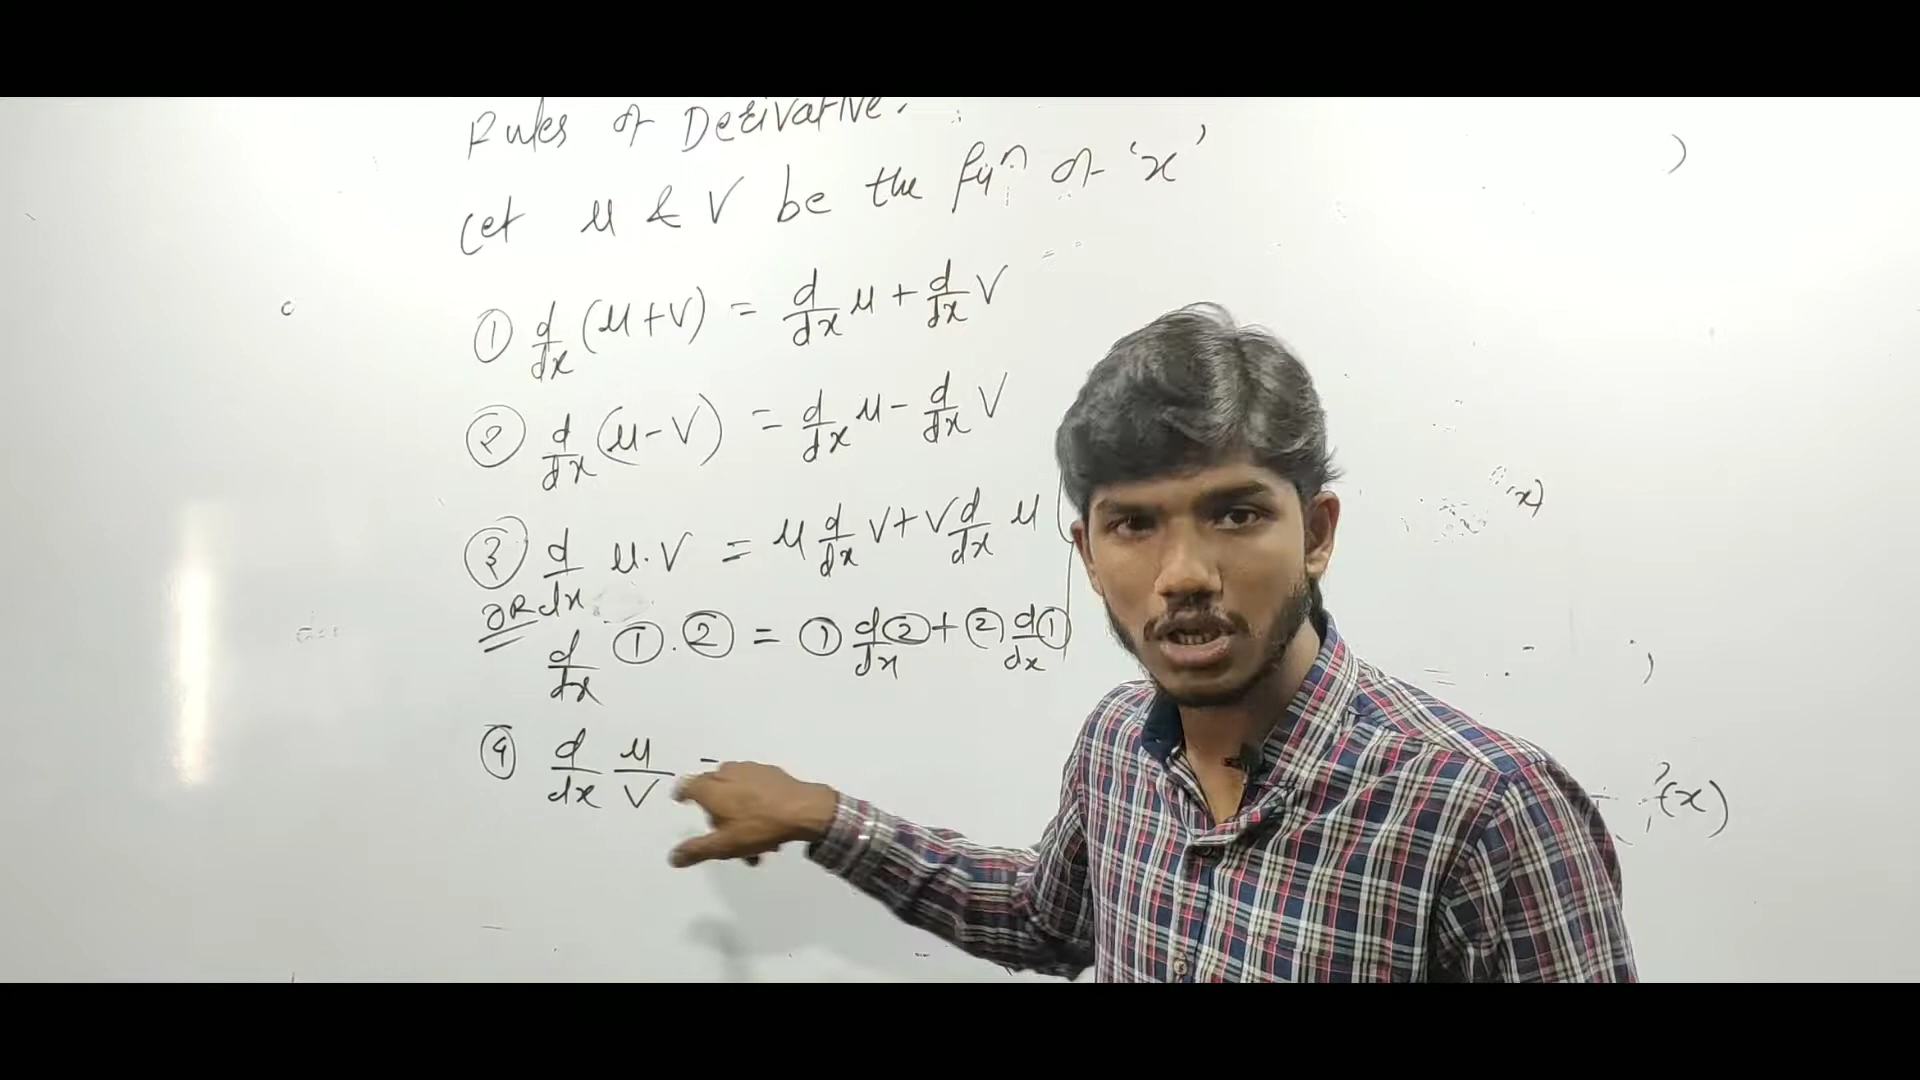 Rules of Derivative.
Let u & V be the fun of 'x'
① d/dx (u+V) = d/dx u + d/dx V
② d/dx (u-V) = d/dx u - d/dx V
③ d/dx u.V = u d/dx V + V d/dx u
OR
d/dx ①.② = ① d/dx ② + ② d/dx ①
④ d/dx u/V =
x)
(x)